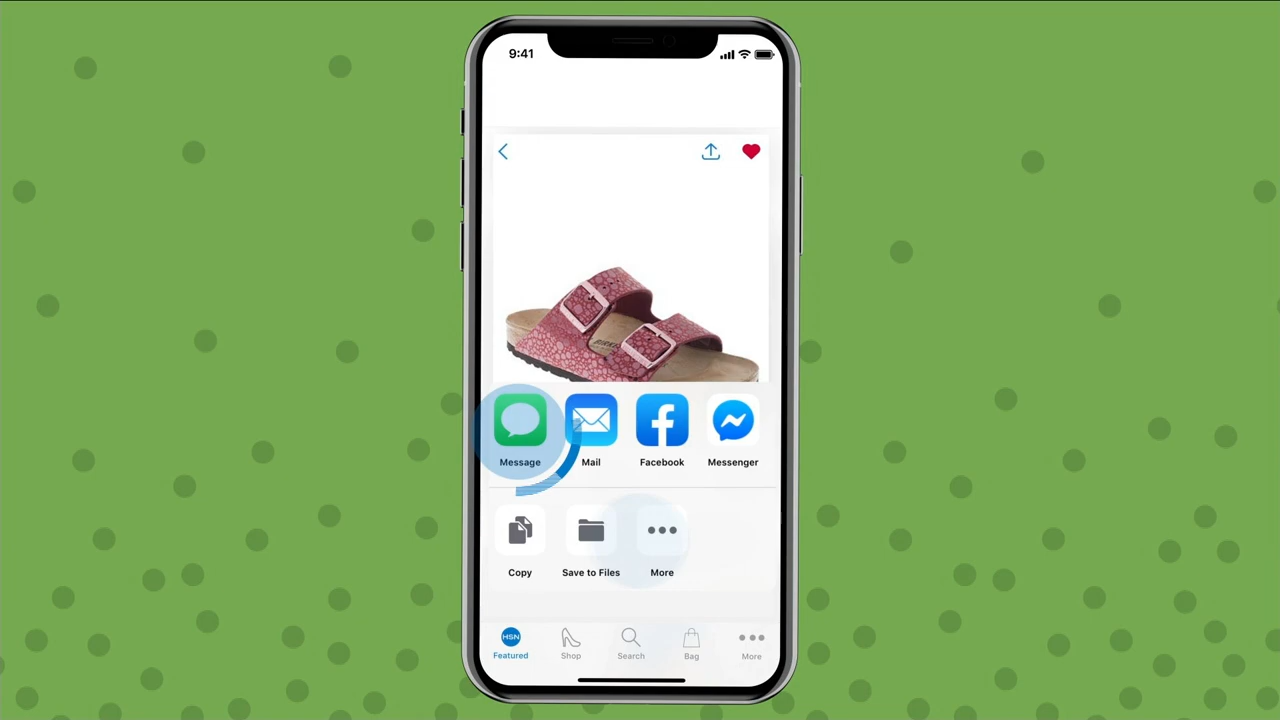 9:41
Message Mail Facebook Messenger
Copy Save to Files More
HSN
Featured Shop Search Bag More